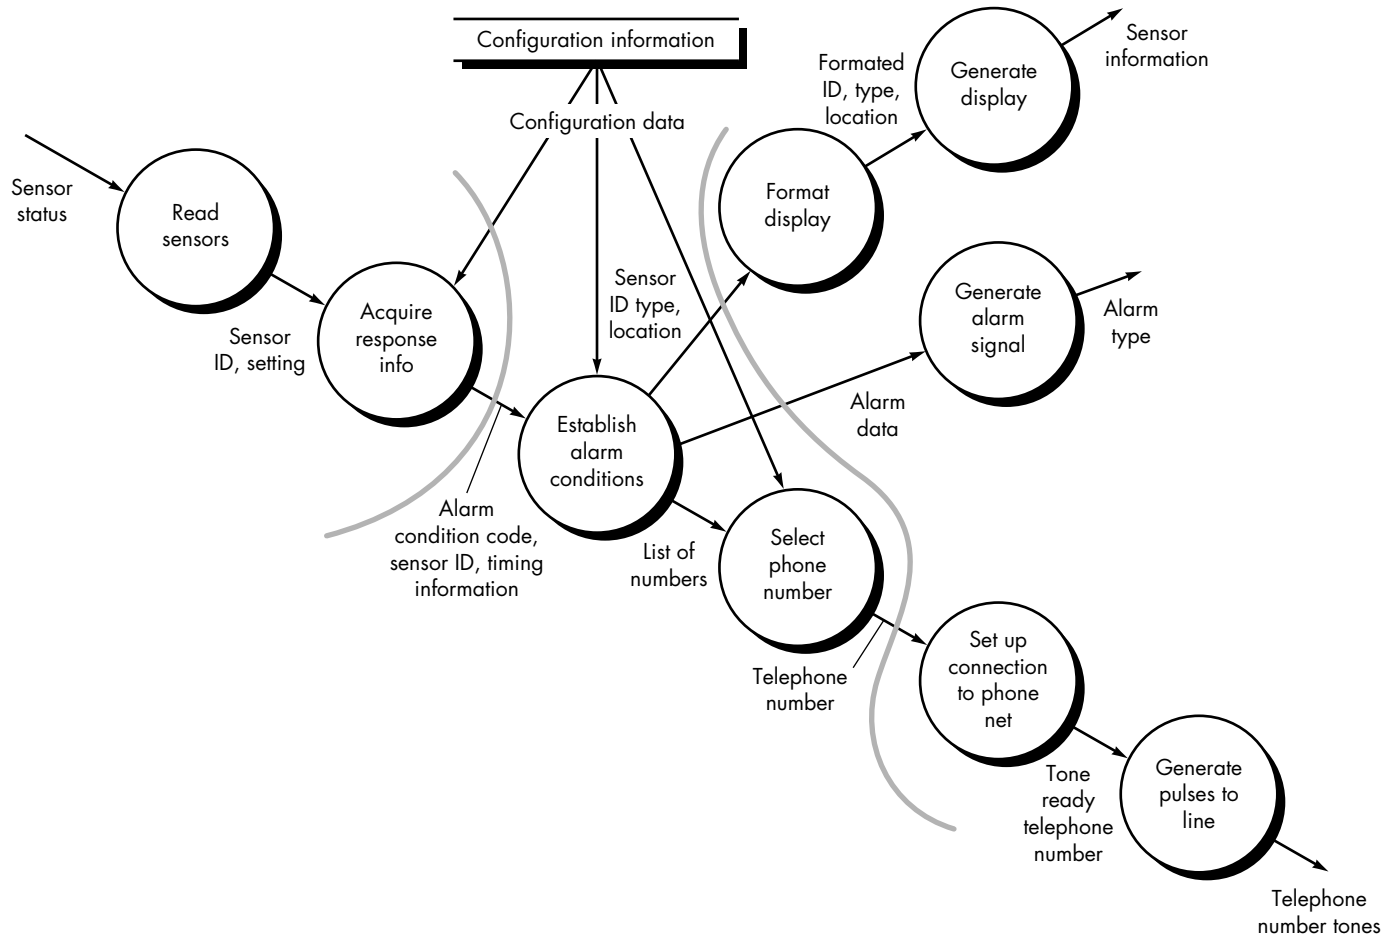 Configuration information
Configuration data
Sensor
status
Read
sensors
Sensor
ID, setting
Acquire
response
info
Alarm
condition code,
sensor ID, timing
information
Establish
alarm
conditions
Sensor
ID type,
location
Format
display
Formated
ID, type,
location
Generate
display
Sensor
information
Alarm
data
Generate
alarm
signal
Alarm
type
List of
numbers
Select
phone
number
Telephone
number
Set up
connection
to phone
net
Tone
ready
telephone
number
Generate
pulses to
line
Telephone
number tones